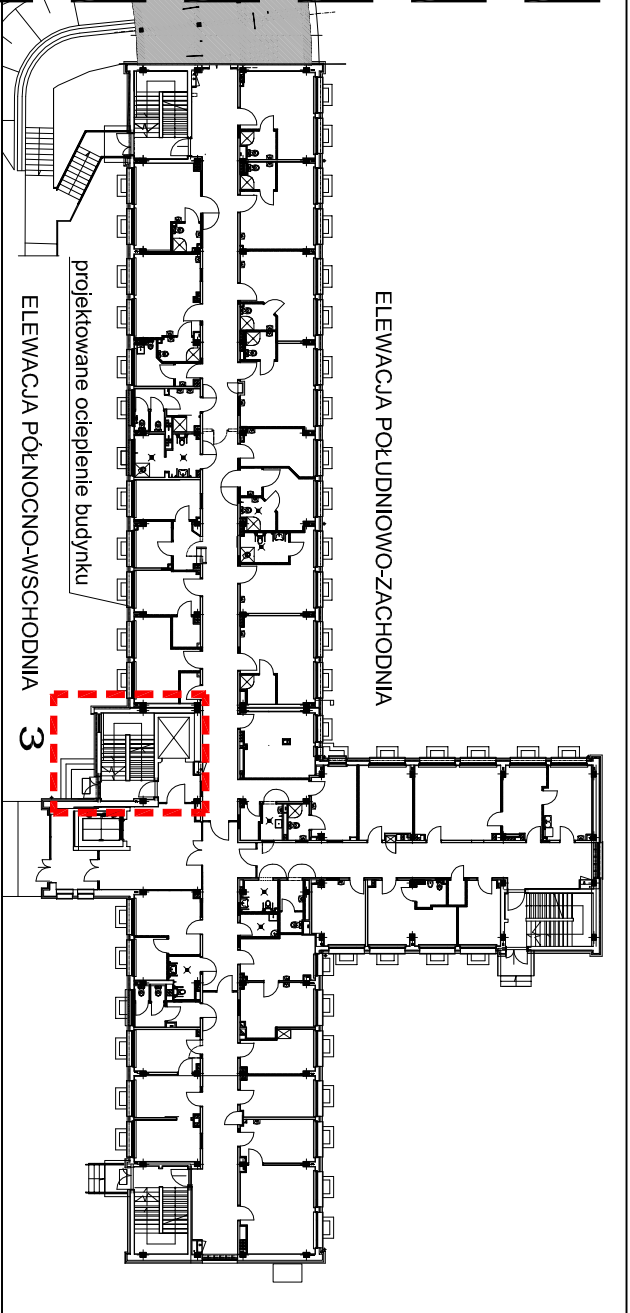 ELEWACJA POŁUDNIOWO-ZACHODNIA
projektowane ocieplenie budynku
ELEWACJA PÓŁNOCNO-WSCHODNIA
3